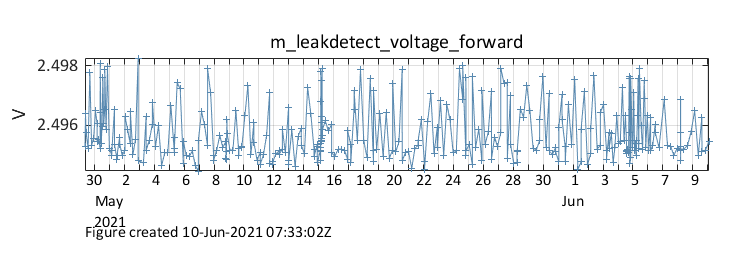 m_leakdetect_voltage_forward
2.498
2.496
V
30 2 4 6 8 10 12 14 16 18 20 22 24 26 28 30 1 3 5 7 9
May Jun
2021
Figure created 10-Jun-2021 07:33:02Z